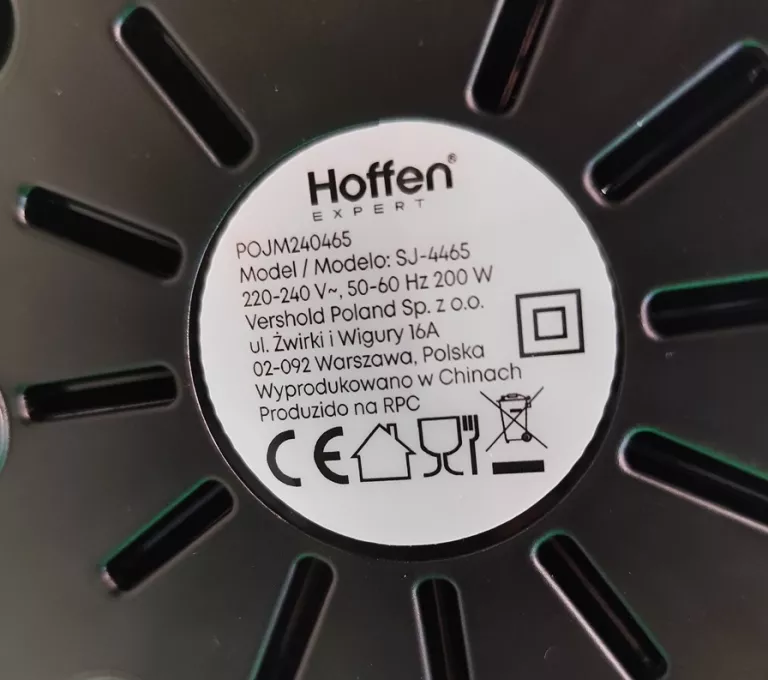 Hoffen®
EXPERT
POJM240465
Model / Modelo: SJ-4465
220-240 V~, 50-60 Hz 200 W
Vershold Poland Sp. z o.o.
ul. Żwirki i Wigury 16A
02-092 Warszawa, Polska
Wyprodukowano w Chinach
Produzido na RPC
CE